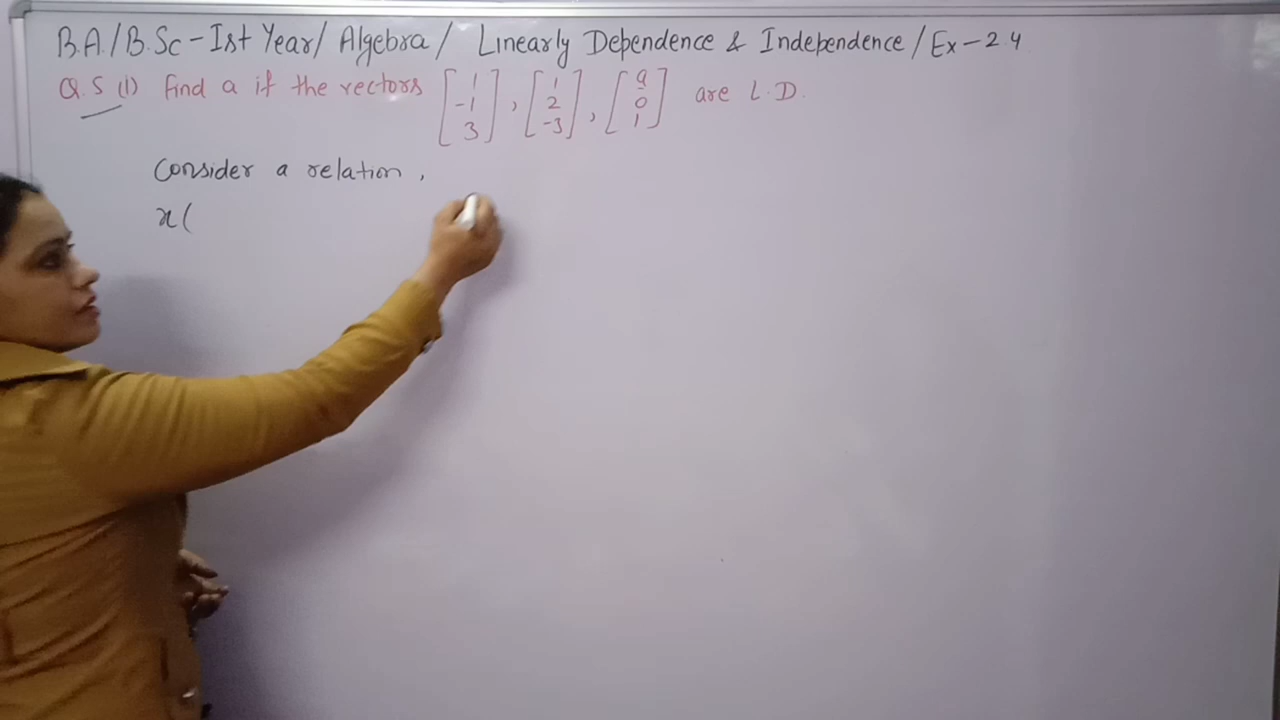 B.A./B.Sc - Ist Year/ Algebra/ Linearly Dependence & Independence/Ex-2.4
Q.5 (1) Find a if the vectors [1 -1 3], [1 2 -3], [a 0 1] are L.D.
Consider a relation,
x(